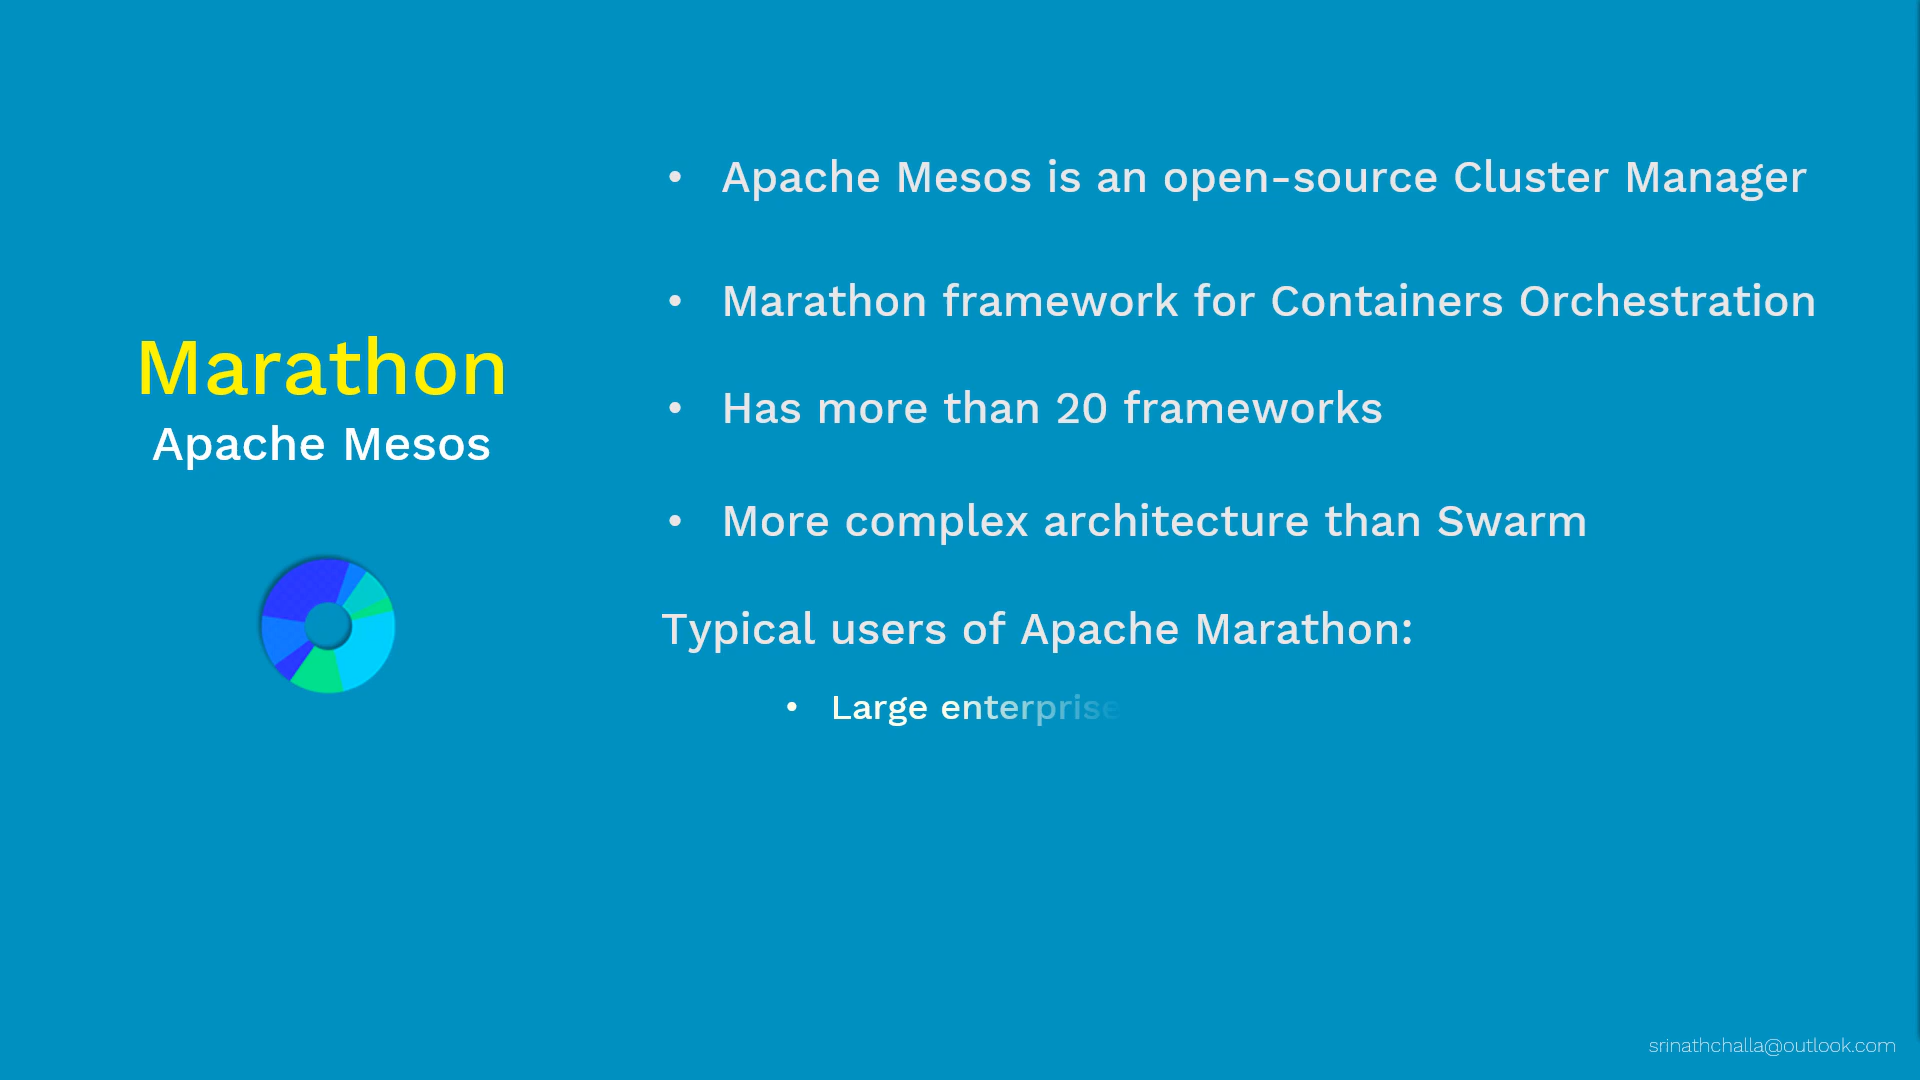 Marathon
Apache Mesos
• Apache Mesos is an open-source Cluster Manager
• Marathon framework for Containers Orchestration
• Has more than 20 frameworks
• More complex architecture than Swarm
Typical users of Apache Marathon:
• Large enterprise
srinathchalla@outlook.com